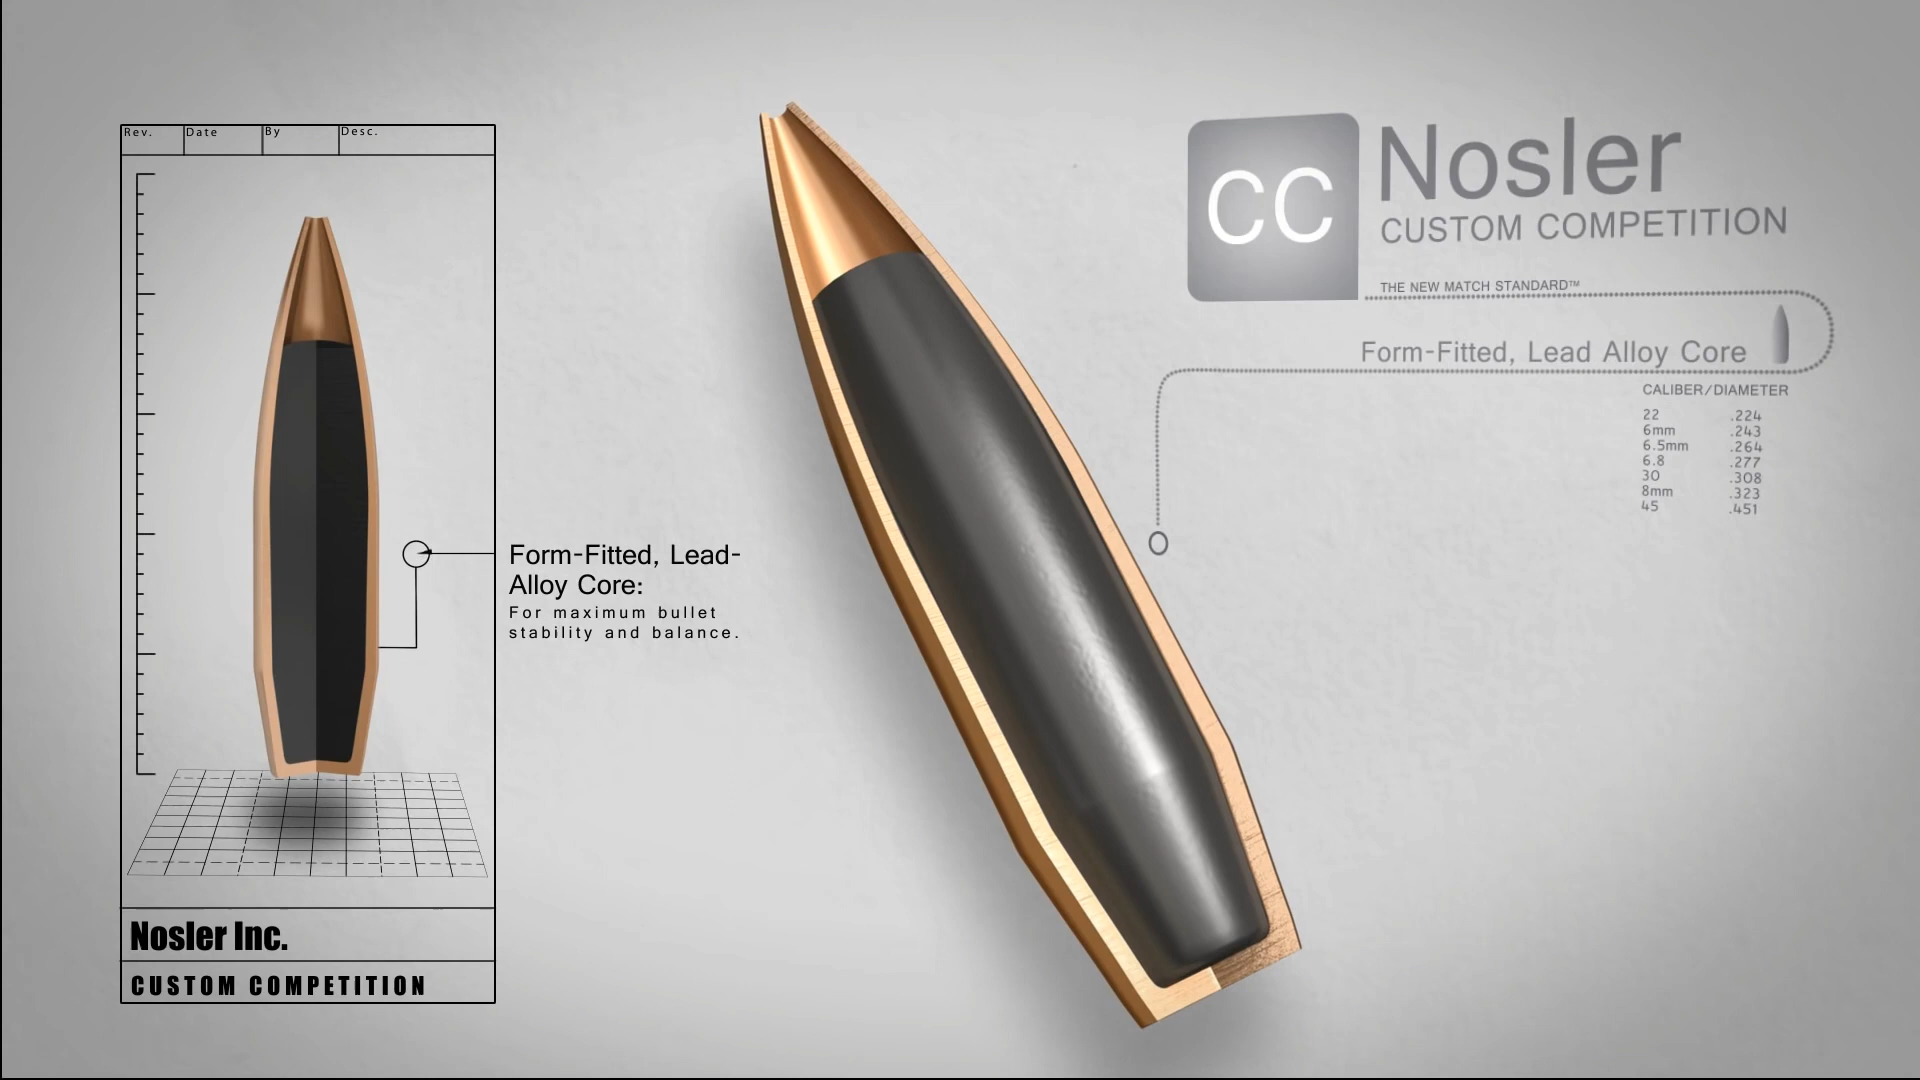 Rev. Date By Desc.
Form-Fitted, Lead-
Alloy Core:
For maximum bullet
stability and balance.
Nosler Inc.
CUSTOM COMPETITION
CC
Nosler
CUSTOM COMPETITION
THE NEW MATCH STANDARD™
Form-Fitted, Lead Alloy Core
CALIBER/DIAMETER
22 .224
6mm .243
6.5mm .264
6.8 .277
30 .308
8mm .323
45 .451